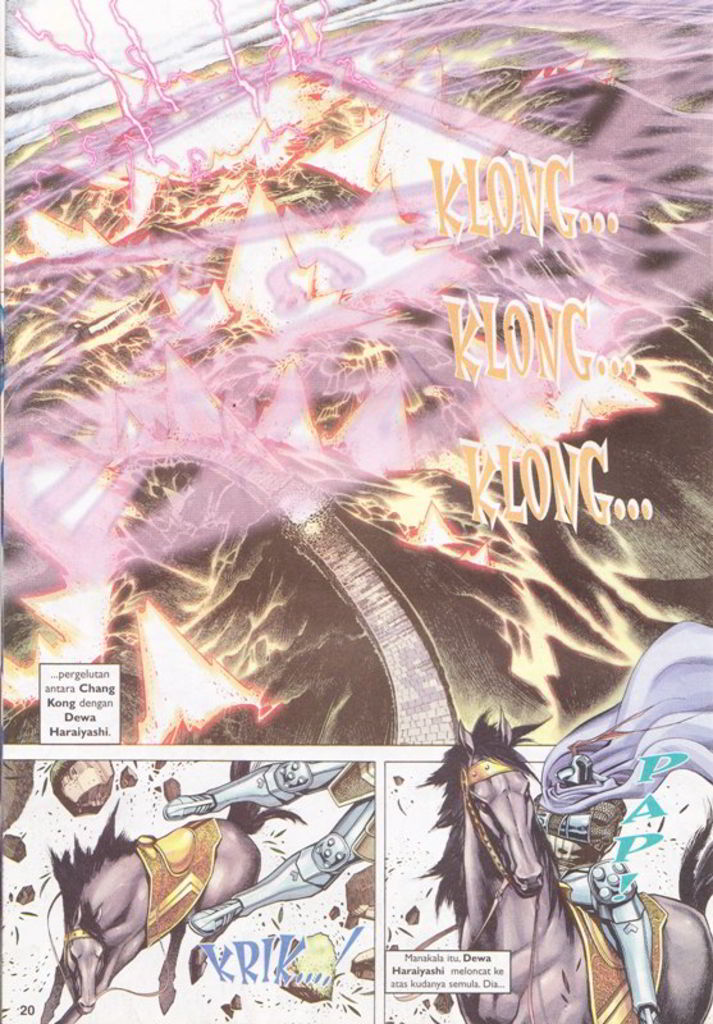 KLONG...
KLONG...
KLONG...
...pergelutan
antara Chang
Kong dengan
Dewa
Haraiyashi.
KRIK...!
PAP!
Manakala itu, Dewa
Haraiyashi meloncat ke
atas kudanya semula. Dia...
20